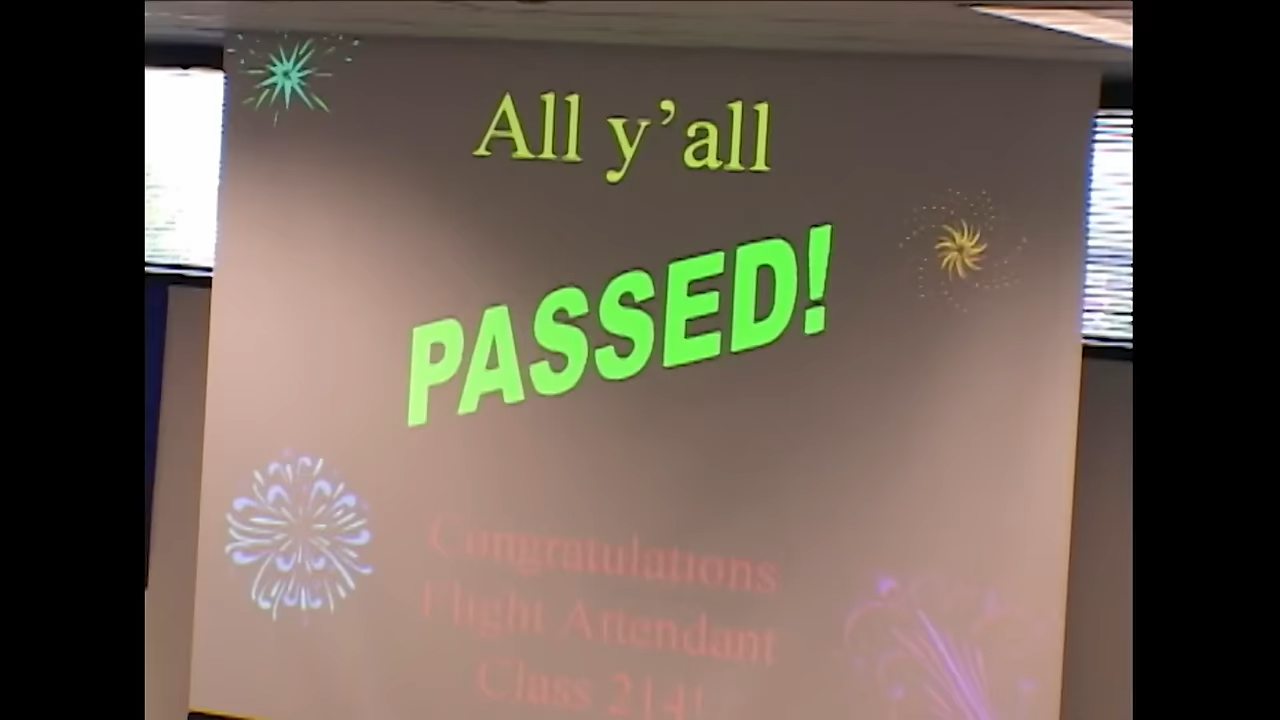 All y'all
PASSED!
Congratulations
Flight Attendant
Class 214!